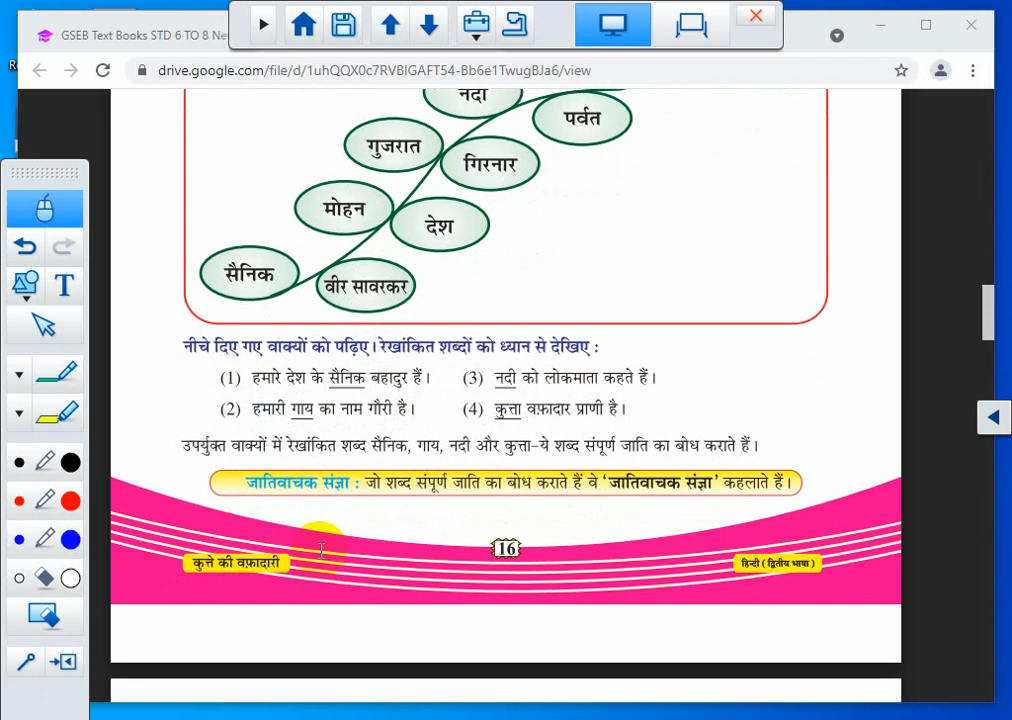 GSEB Text Books STD 6 TO 8 Ne
drive.google.com/file/d/1uhQQX0c7RVBlGAFT54-Bb6e1TwugBJa6/view
नदी
पर्वत
गुजरात
गिरनार
मोहन
देश
सैनिक
वीर सावरकर
नीचे दिए गए वाक्यों को पढ़िए। रेखांकित शब्दों को ध्यान से देखिए :
(1) हमारे देश के सैनिक बहादुर हैं। (3) नदी को लोकमाता कहते हैं।
(2) हमारी गाय का नाम गौरी है। (4) कुत्ता वफ़ादार प्राणी है।
उपर्युक्त वाक्यों में रेखांकित शब्द सैनिक, गाय, नदी और कुत्ता-ये शब्द संपूर्ण जाति का बोध कराते हैं।
जातिवाचक संज्ञा : जो शब्द संपूर्ण जाति का बोध कराते हैं वे ‘जातिवाचक संज्ञा’ कहलाते हैं।
16
कुत्ते की वफ़ादारी
हिन्दी ( द्वितीय भाषा )
T